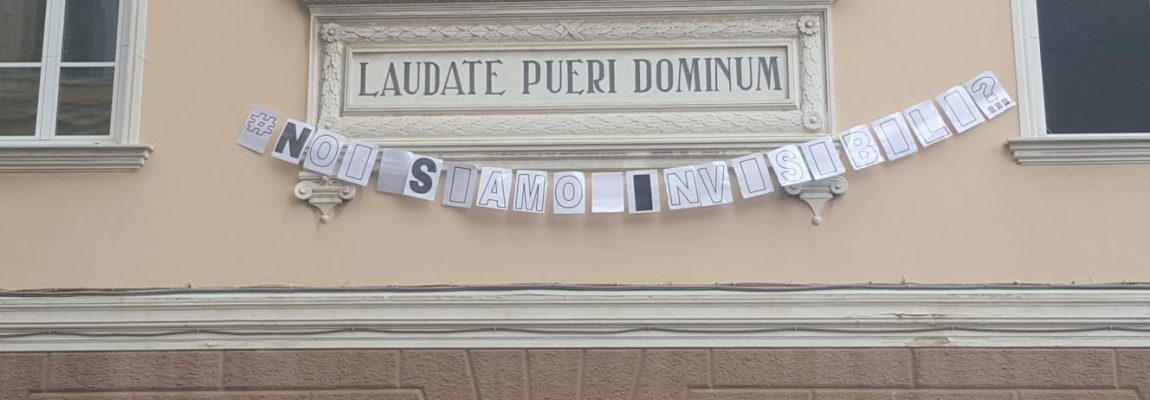 LAUDATE PUERI DOMINUM
#NOI SIAMO INVISIBILI?